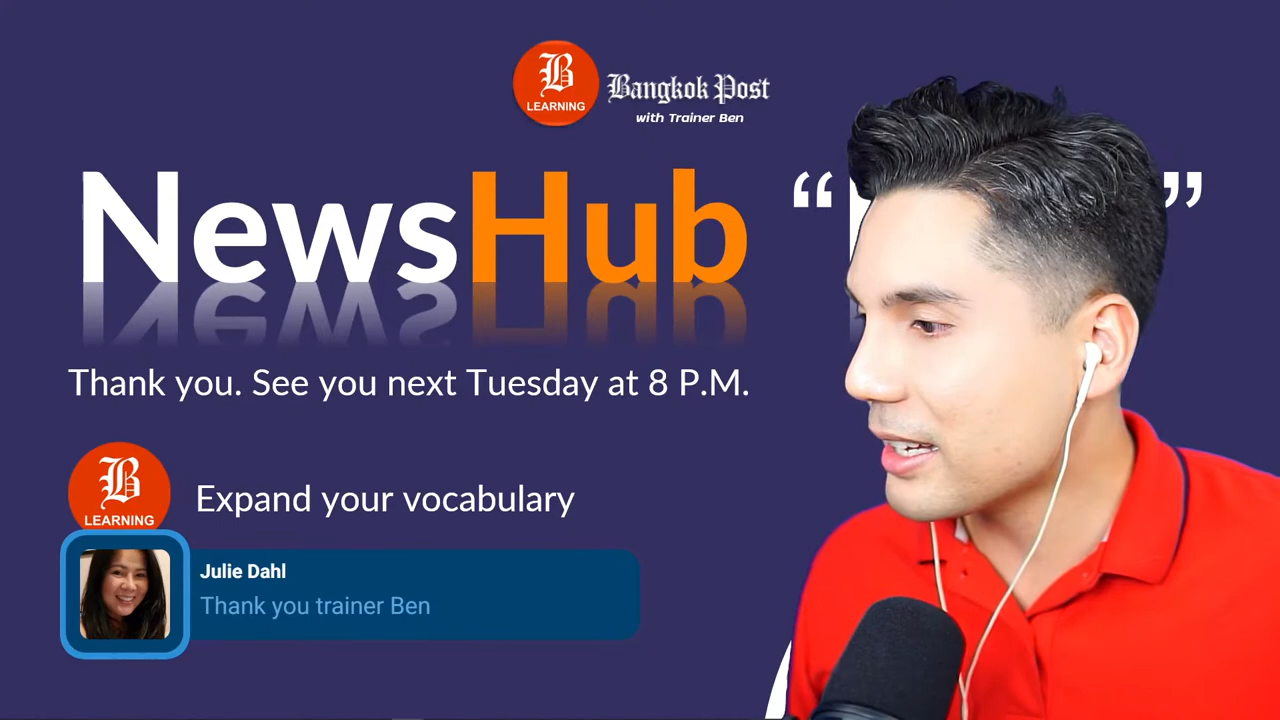 B
LEARNING
Bangkok Post
with Trainer Ben
NewsHub “ ”
Thank you. See you next Tuesday at 8 P.M.
B
LEARNING
Expand your vocabulary
Julie Dahl
Thank you trainer Ben